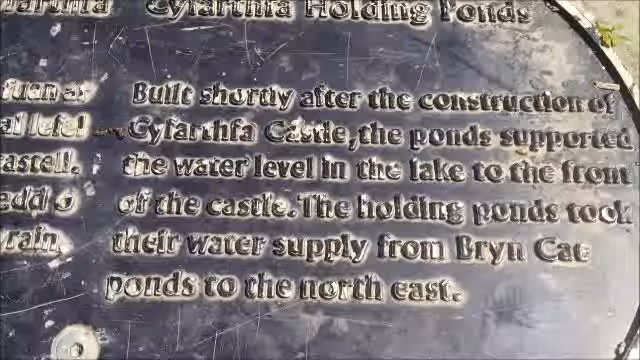 Cyfarthfa Holding Ponds
Built shortly after the construction of
Cyfarthfa Castle, the ponds supported
the water level in the lake to the front
of the castle. The holding ponds took
their water supply from Bryn Cae
ponds to the north east.
astell.